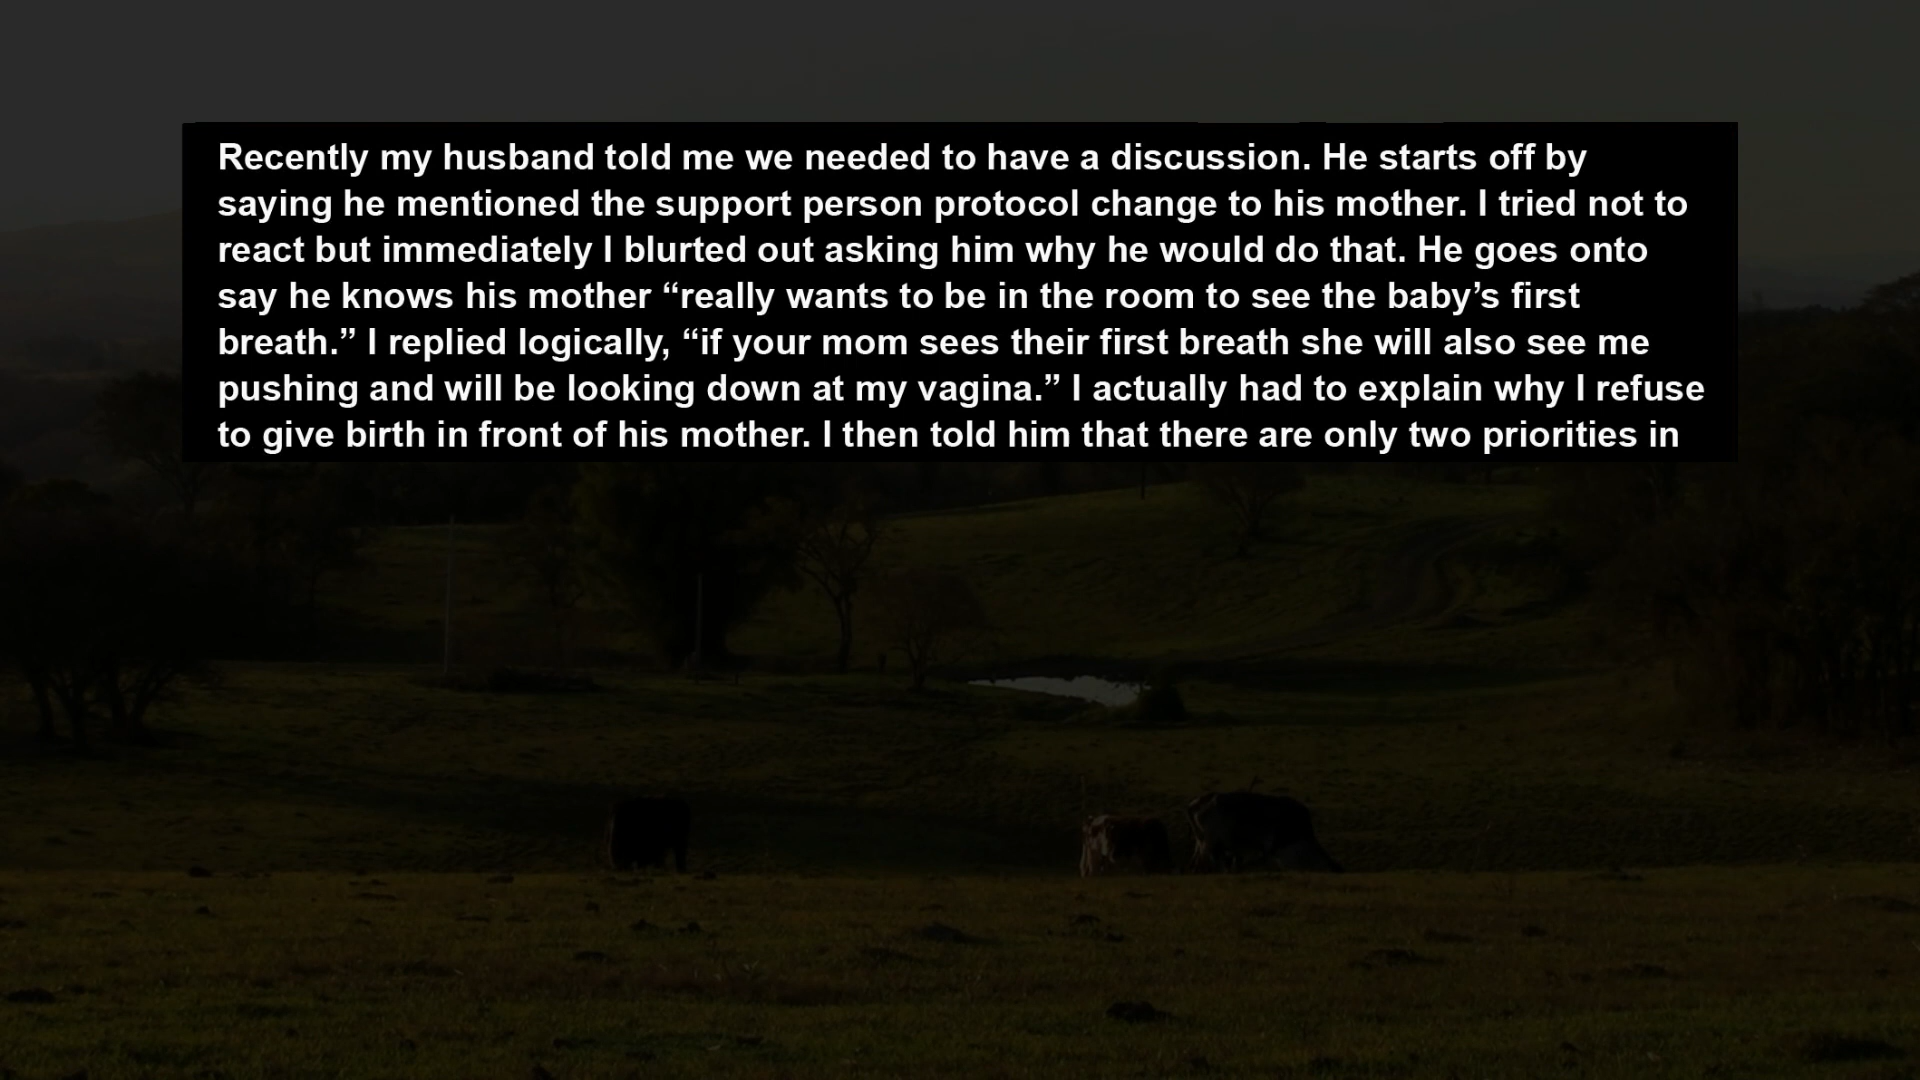 Recently my husband told me we needed to have a discussion. He starts off by
saying he mentioned the support person protocol change to his mother. I tried not to
react but immediately I blurted out asking him why he would do that. He goes onto
say he knows his mother “really wants to be in the room to see the baby’s first
breath.” I replied logically, “if your mom sees their first breath she will also see me
pushing and will be looking down at my vagina.” I actually had to explain why I refuse
to give birth in front of his mother. I then told him that there are only two priorities in